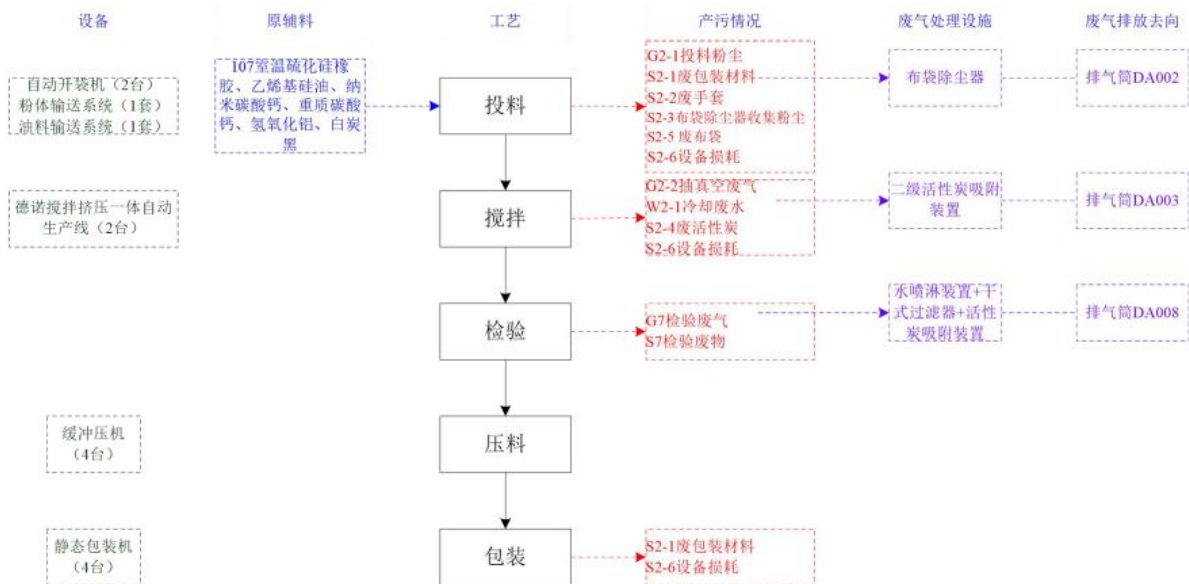 设备
原辅料
工艺
产污情况
废气处理设施
废气排放去向
自动开袋机（2台）
粉体输送系统（1套）
油料输送系统（1套）
107室温硫化硅橡
胶、乙烯基硅油、纳
米碳酸钙、重质碳酸
钙、氢氧化铝、白炭
黑
投料
G2-1投料粉尘
S2-1废包装材料
S2-2废手套
S2-3布袋除尘器收集粉尘
S2-5 废布袋
S2-6设备损耗
布袋除尘器
排气筒DA002
德诺搅拌挤压一体自动
生产线（2台）
搅拌
G2-2抽真空废气
W2-1冷却废水
S2-4废活性炭
S2-6设备损耗
二级活性炭吸附
装置
排气筒DA003
检验
G7检验废气
S7检验废物
水喷淋装置+干
式过滤器+活性
炭吸附装置
排气筒DA008
缓冲压机
（4台）
压料
静态包装机
（4台）
包装
S2-1废包装材料
S2-6设备损耗